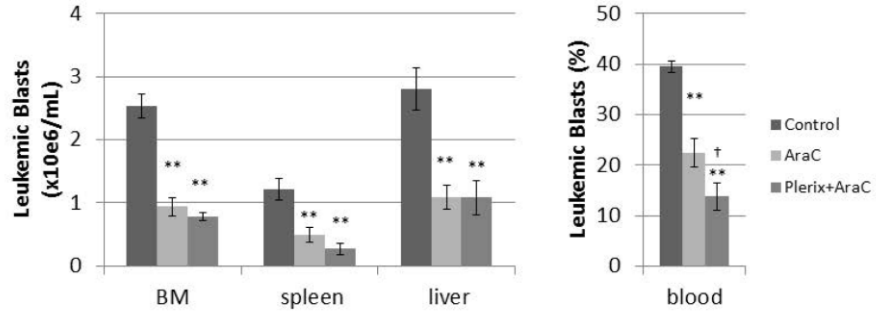 Leukemic Blasts
(x10e6/mL)
4
3
2
1
0
** ** ** ** ** **
BM spleen liver
Leukemic Blasts (%)
50
40
30
20
10
0
**
†
**
blood
Control
AraC
Plerix+AraC